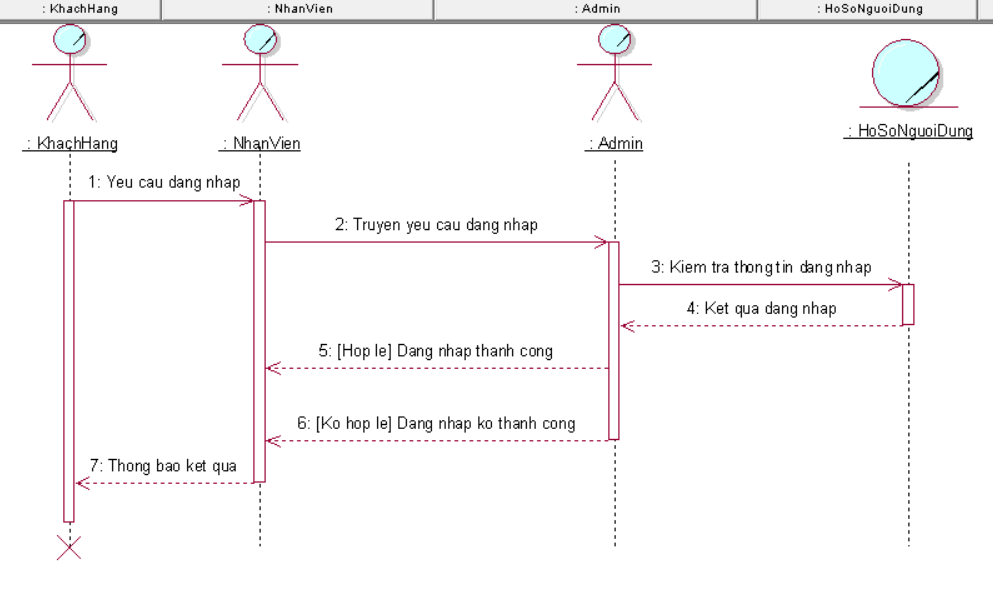 : KhachHang
: NhanVien
: Admin
: HoSoNguoiDung
: KhachHang
: NhanVien
: Admin
: HoSoNguoiDung
1: Yeu cau dang nhap
2: Truyen yeu cau dang nhap
3: Kiem tra thong tin dang nhap
4: Ket qua dang nhap
5: [Hop le] Dang nhap thanh cong
6: [Ko hop le] Dang nhap ko thanh cong
7: Thong bao ket qua